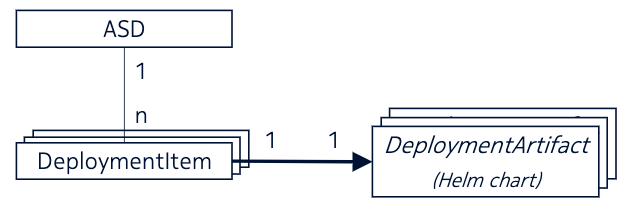 ASD
1
n
DeploymentItem
1
1
DeploymentArtifact
(Helm chart)